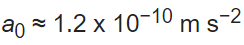 a₀ ≈ 1.2 x 10⁻¹⁰ m s⁻²